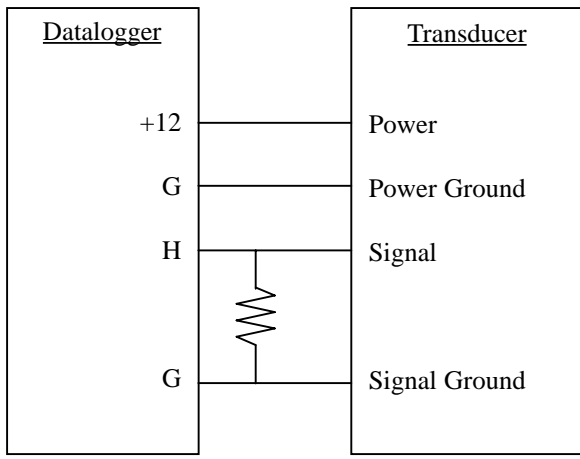 Datalogger
Transducer
+12
Power
G
Power Ground
H
Signal
G
Signal Ground